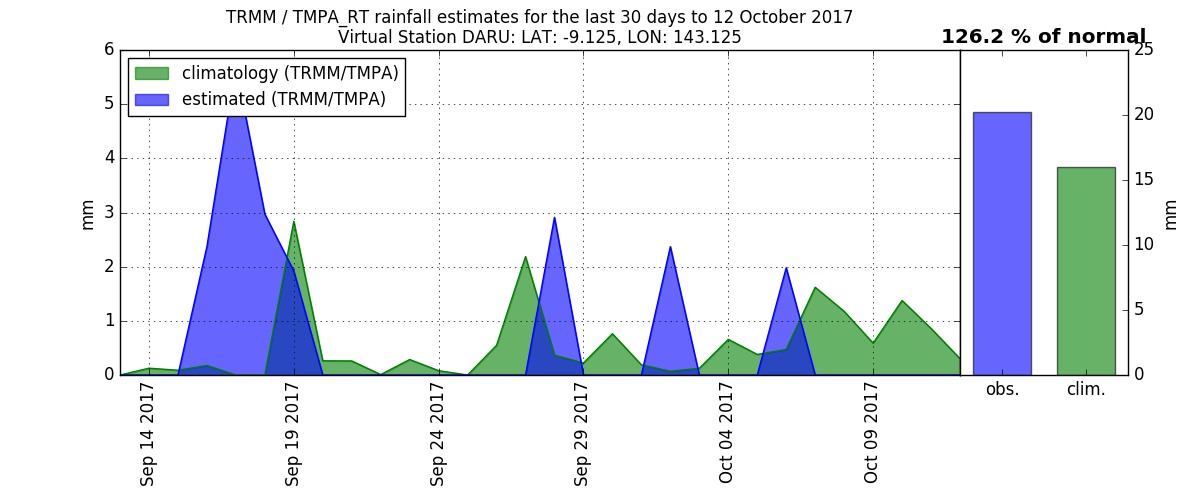 TRMM / TMPA_RT rainfall estimates for the last 30 days to 12 October 2017
Virtual Station DARU: LAT: -9.125, LON: 143.125
126.2 % of normal
climatology (TRMM/TMPA)
estimated (TRMM/TMPA)
6
5
4
3
2
1
0
mm
Sep 14 2017
Sep 19 2017
Sep 24 2017
Sep 29 2017
Oct 04 2017
Oct 09 2017
25
20
15
10
5
0
mm
obs.
clim.